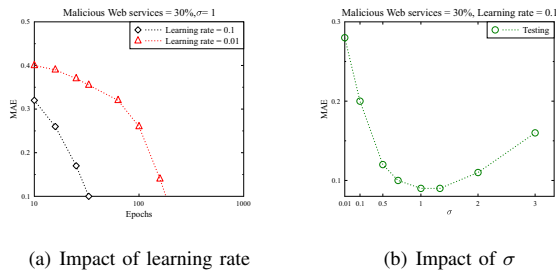 Malicious Web services = 30%,σ= 1
Learning rate = 0.1
Learning rate = 0.01
MAE
0.5
0.4
0.3
0.2
0.1
10
100
1000
Epochs
(a) Impact of learning rate
Malicious Web services = 30%, Learning rate = 0.1
Testing
MAE
0.3
0.2
0.1
0.01 0.1 0.5 1 2 3
σ
(b) Impact of σ